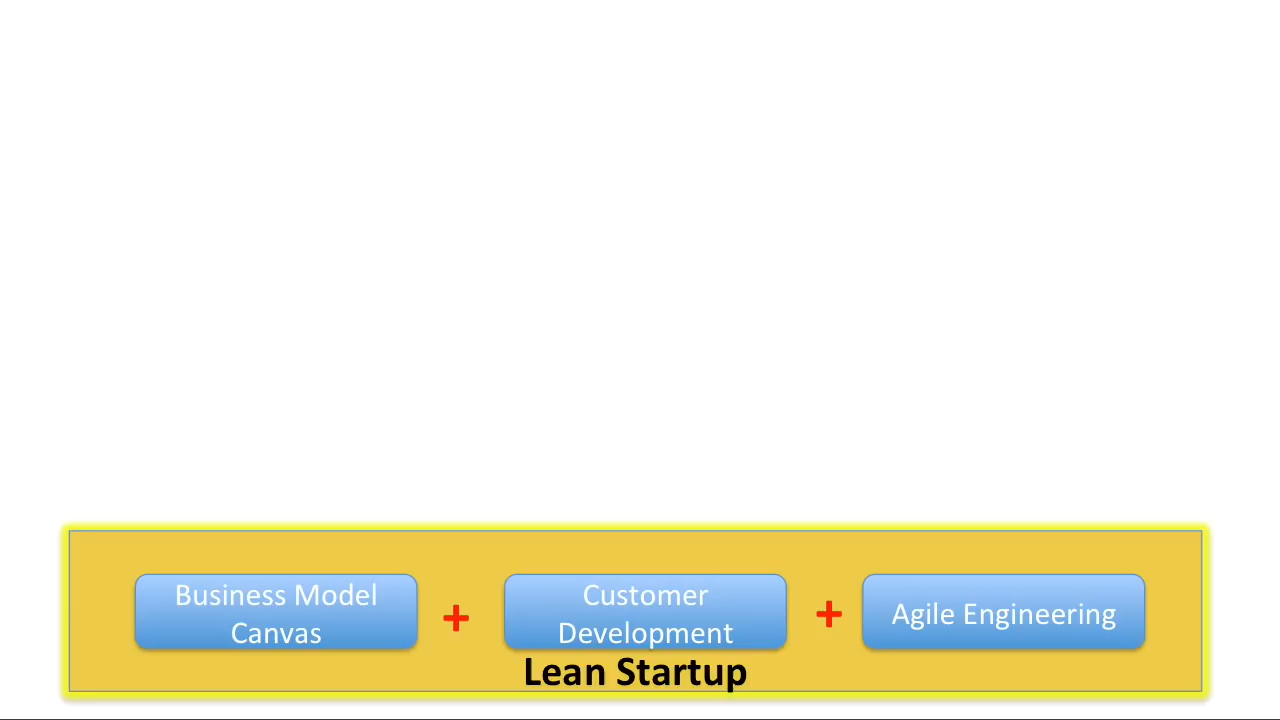 Business Model
Canvas
+
Customer
Development
+
Agile Engineering
Lean Startup